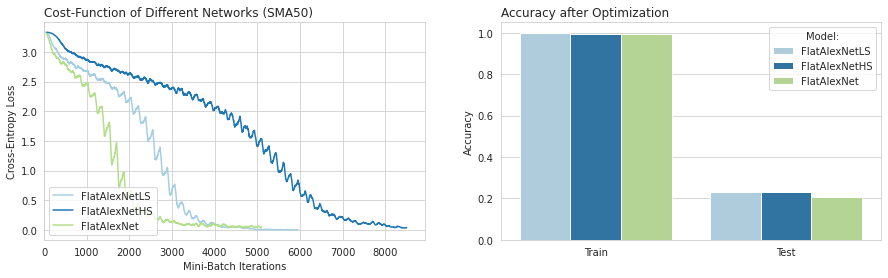 Cost-Function of Different Networks (SMA50)
Cross-Entropy Loss
3.0
2.5
2.0
1.5
1.0
0.5
0.0
FlatAlexNetLS
FlatAlexNetHS
FlatAlexNet
0 1000 2000 3000 4000 5000 6000 7000 8000
Mini-Batch Iterations
Accuracy after Optimization
Accuracy
1.0
0.8
0.6
0.4
0.2
0.0
Model:
FlatAlexNetLS
FlatAlexNetHS
FlatAlexNet
Train Test